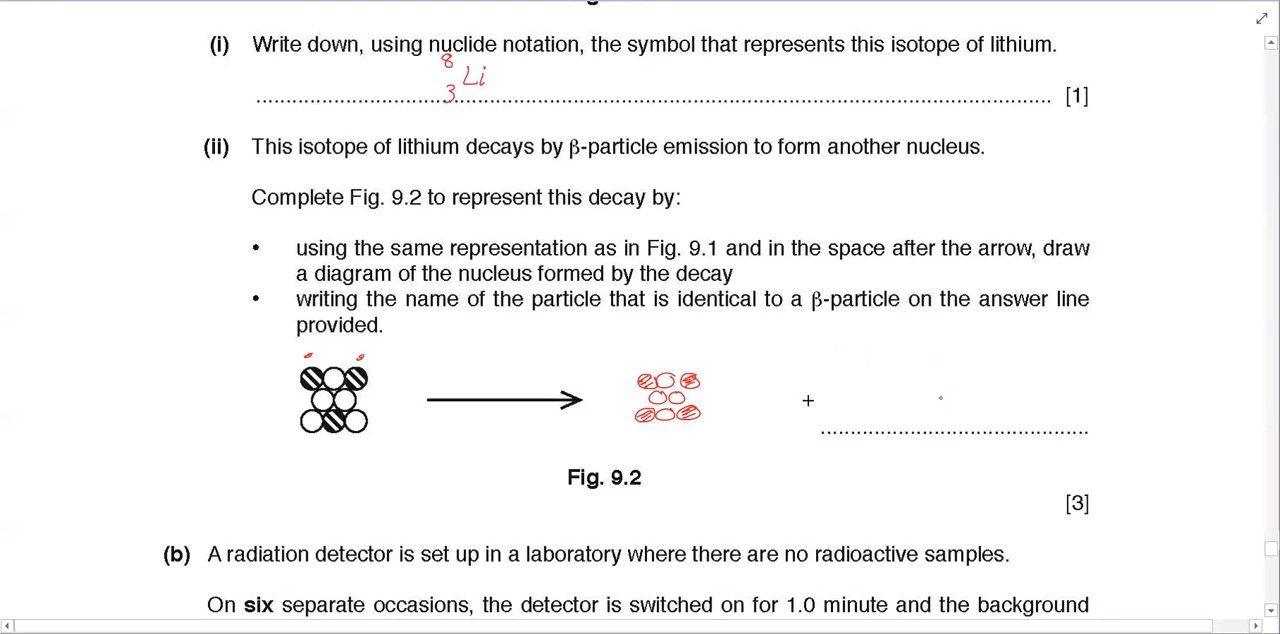 (i) Write down, using nuclide notation, the symbol that represents this isotope of lithium.
8
3 Li
[1]
(ii) This isotope of lithium decays by β-particle emission to form another nucleus.
Complete Fig. 9.2 to represent this decay by:
• using the same representation as in Fig. 9.1 and in the space after the arrow, draw
a diagram of the nucleus formed by the decay
• writing the name of the particle that is identical to a β-particle on the answer line
provided.
+
Fig. 9.2
[3]
(b) A radiation detector is set up in a laboratory where there are no radioactive samples.
On six separate occasions, the detector is switched on for 1.0 minute and the background